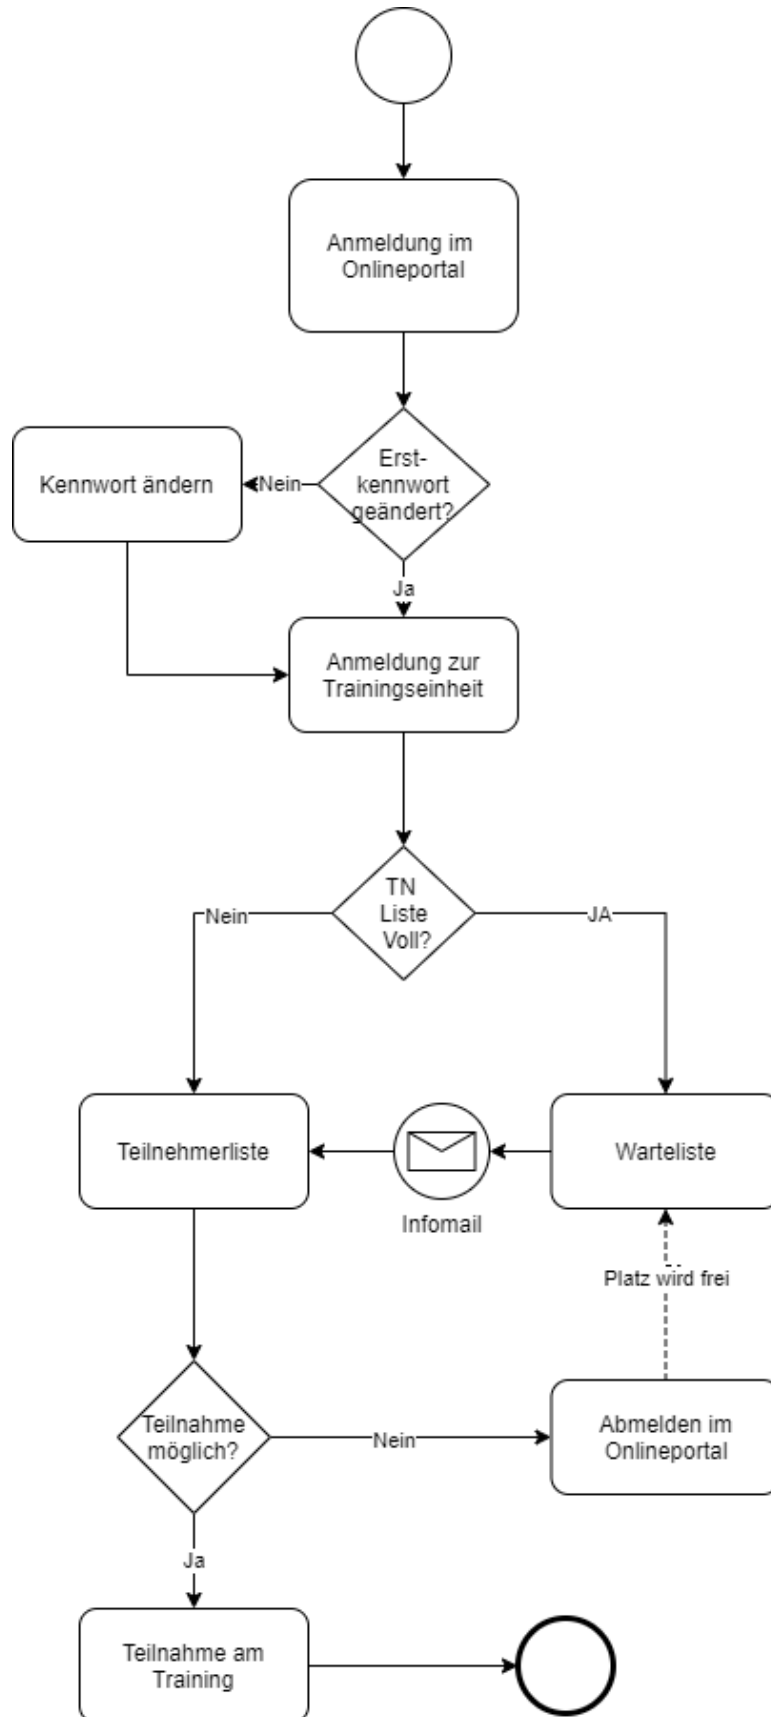 Anmeldung im
Onlineportal
Erst-
kennwort
geändert?
Nein
Kennwort ändern
Ja
Anmeldung zur
Trainingseinheit
TN
Liste
Voll?
Nein
JA
Teilnehmerliste
Infomail
Warteliste
Platz wird frei
Teilnahme
möglich?
Nein
Abmelden im
Onlineportal
Ja
Teilnahme am
Training